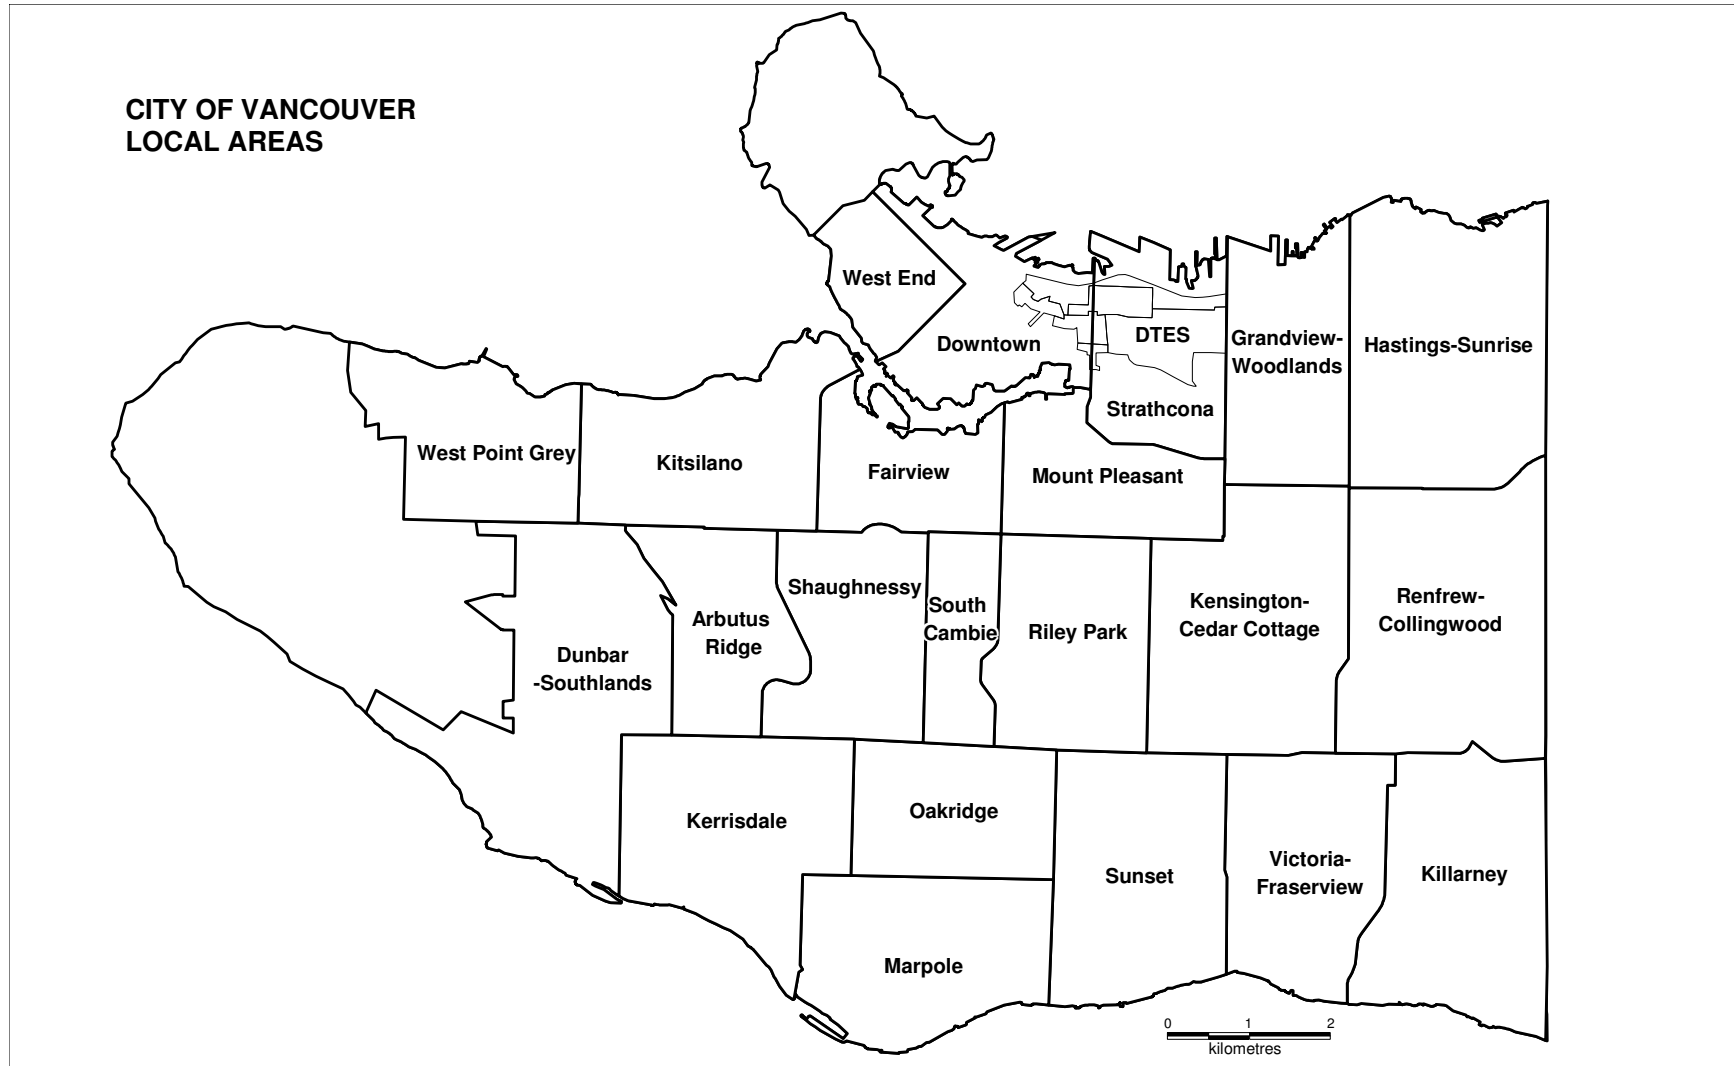 CITY OF VANCOUVER
LOCAL AREAS
West End
Downtown
DTES
Strathcona
Grandview-
Woodlands
Hastings-Sunrise
West Point Grey
Kitsilano
Fairview
Mount Pleasant
Dunbar
-Southlands
Arbutus
Ridge
Shaughnessy
South
Cambie
Riley Park
Kensington-
Cedar Cottage
Renfrew-
Collingwood
Kerrisdale
Oakridge
Marpole
Sunset
Victoria-
Fraserview
Killarney
0 1 2
kilometres